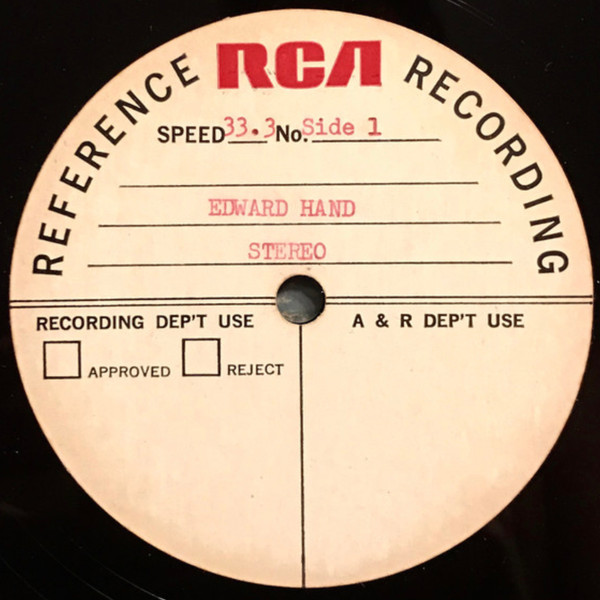 REFERENCE RCA RECORDING
SPEED 33.3 No. Side 1
EDWARD HAND
STEREO
RECORDING DEP'T USE
A & R DEP'T USE
APPROVED REJECT